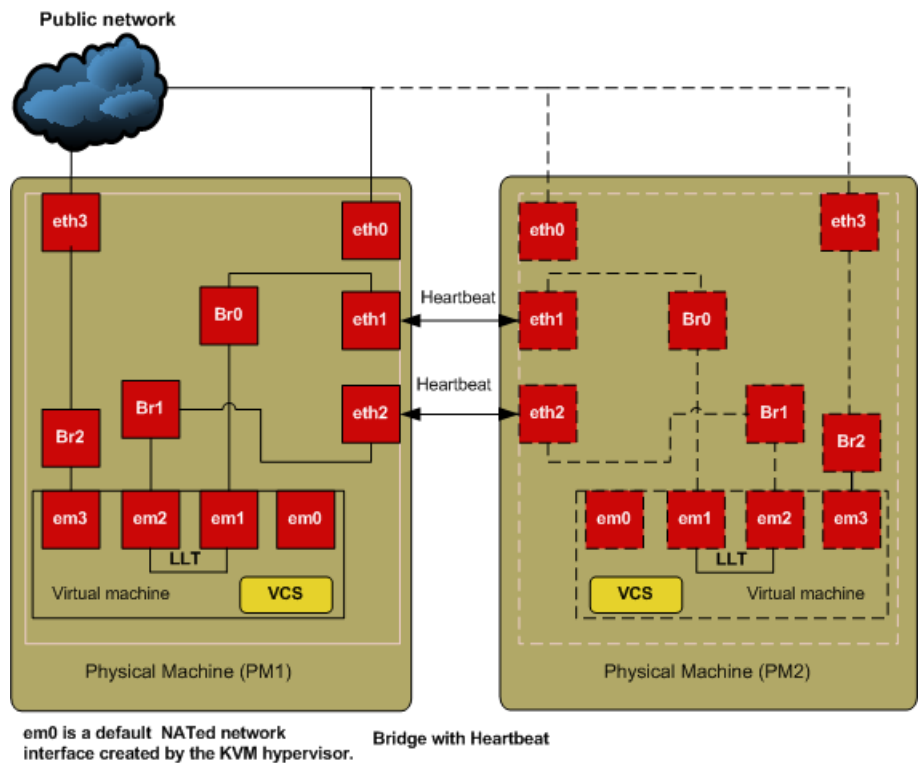 Public network
eth3
eth0
eth0
eth3
Heartbeat
Br0
eth1
eth1
Br0
Heartbeat
Br1
eth2
eth2
Br1
Br2
Br2
em3
em2
em1
em0
em0
em1
em2
em3
LLT
LLT
Virtual machine
VCS
VCS
Virtual machine
Physical Machine (PM1)
Physical Machine (PM2)
em0 is a default NATed network
interface created by the KVM hypervisor.
Bridge with Heartbeat